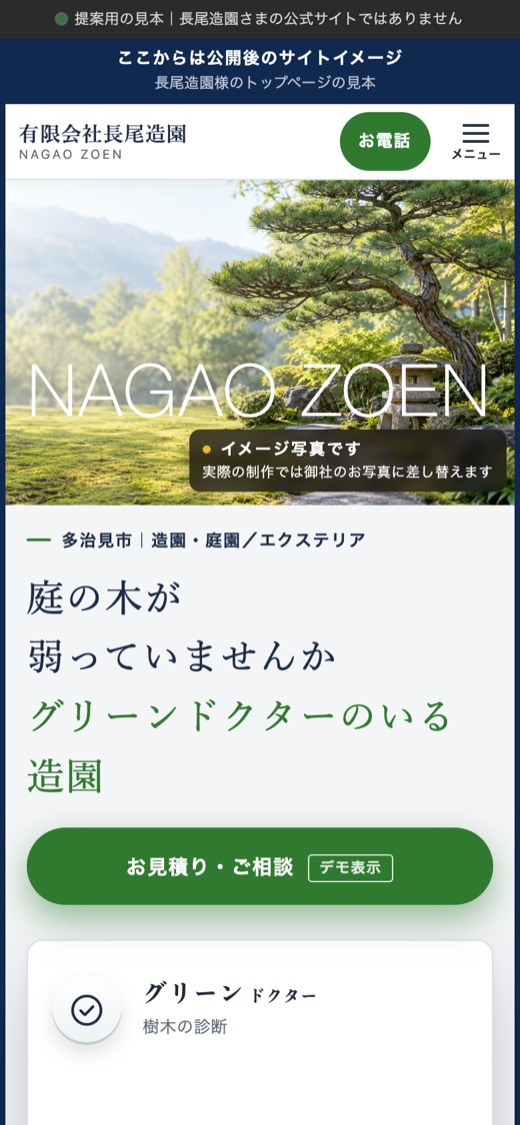 提案用の見本｜長尾造園さまの公式サイトではありません
ここからは公開後のサイトイメージ
長尾造園様のトップページの見本
有限会社長尾造園
NAGAO ZOEN
お電話
メニュー
NAGAO ZOEN
イメージ写真です
実際の制作では御社のお写真に差し替えます
多治見市｜造園・庭園／エクステリア
庭の木が
弱っていませんか
グリーンドクターのいる
造園
お見積り・ご相談 デモ表示
グリーン ドクター
樹木の診断